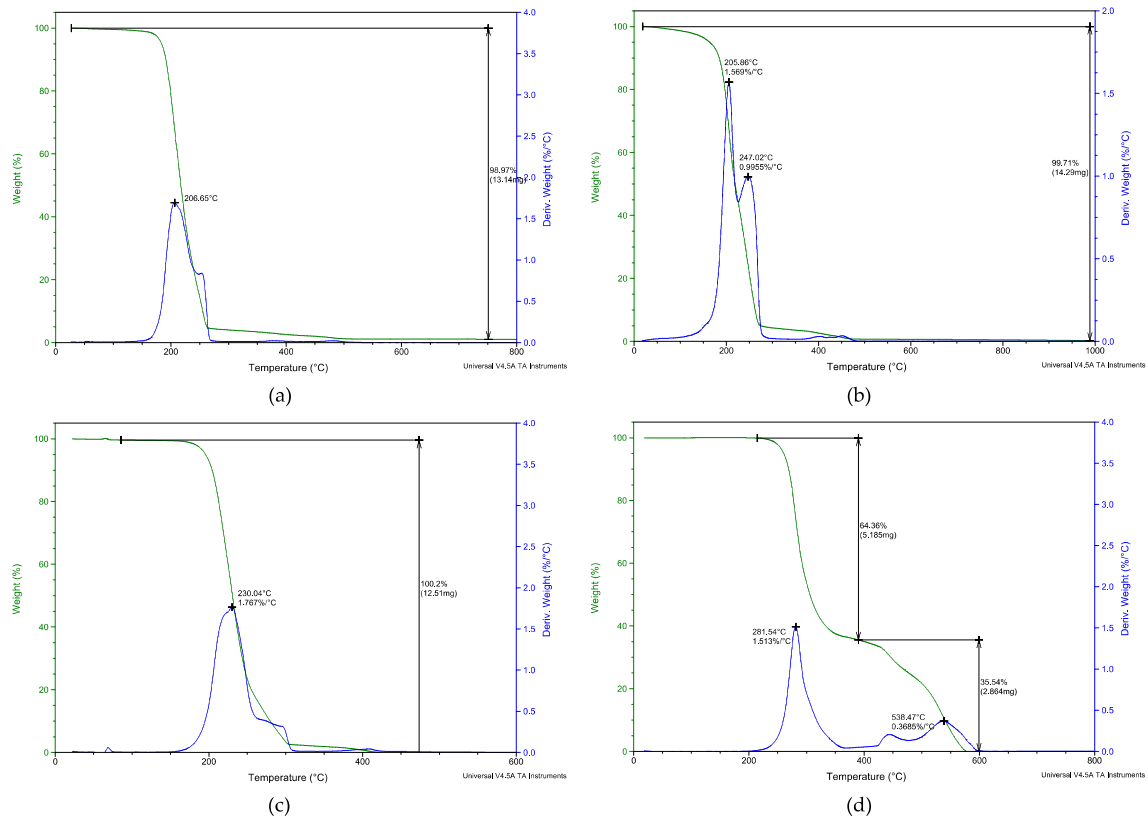 4.0
100
3.5
3.0
80
2.5
Deriv. Weight (%/°C)
60
Weight (%)
98.97%
(13.14mg)
2.0
206.65°C
1.5
40
1.0
20
0.5
0
0.0
0 200 400 600 800
Temperature (°C)
Universal V4.5A TA Instruments
(a)
2.0
100
205.86°C
1.569%/°C
80
1.5
Deriv. Weight (%/°C)
247.02°C
0.9955%/°C
60
Weight (%)
99.71%
(14.29mg)
1.0
40
0.5
20
0
0.0
0 200 400 600 800 1000
Temperature (°C)
Universal V4.5A TA Instruments
(b)
4.0
100
3.5
3.0
80
2.5
Deriv. Weight (%/°C)
60
Weight (%)
100.2%
(12.51mg)
2.0
230.04°C
1.767%/°C
1.5
40
1.0
20
0.5
0
0.0
0 200 400 600
Temperature (°C)
Universal V4.5A TA Instruments
(c)
4.0
100
3.5
64.36%
(5.185mg)
3.0
80
2.5
Deriv. Weight (%/°C)
60
Weight (%)
2.0
281.54°C
1.513%/°C
1.5
40
35.54%
(2.864mg)
1.0
20
538.47°C
0.3685%/°C
0.5
0
0.0
0 200 400 600 800
Temperature (°C)
Universal V4.5A TA Instruments
(d)